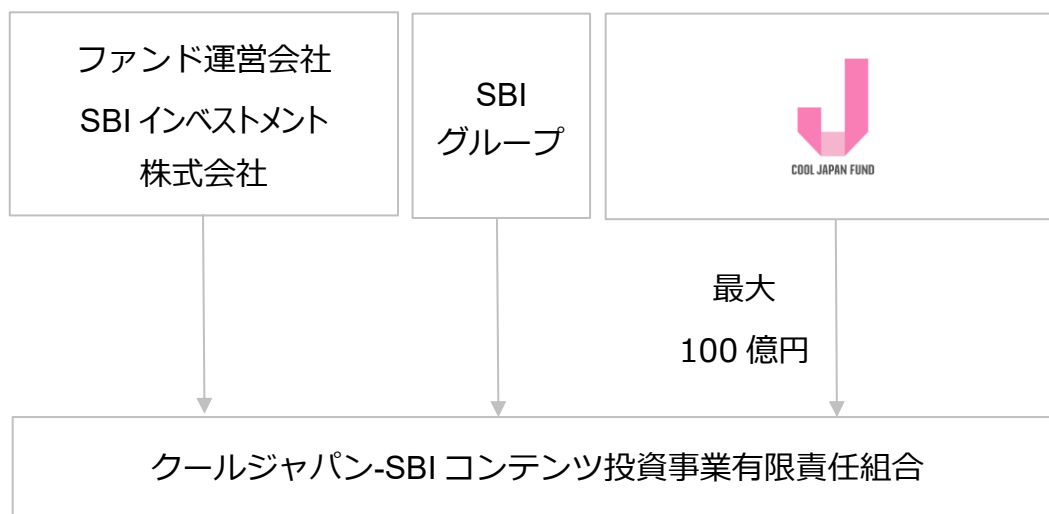 ファンド運営会社
SBI インベストメント
株式会社
SBI
グループ
COOL JAPAN FUND
最大
100 億円
クールジャパン-SBI コンテンツ投資事業有限責任組合